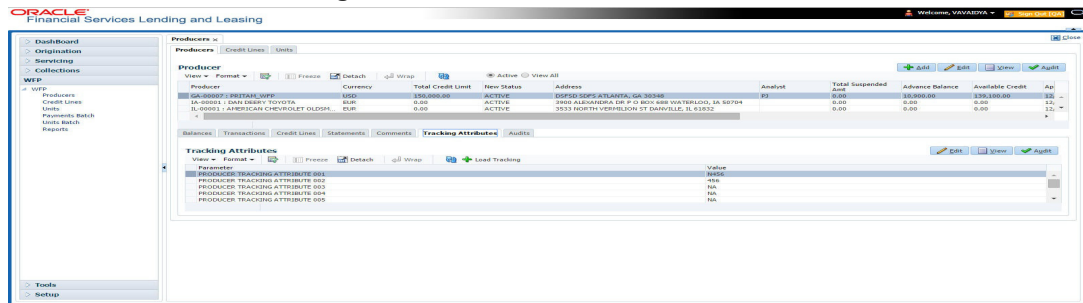 ORACLE
Financial Services Lending and Leasing
Welcome, VAVAIDYA
Sign Out [QA]
Close
DashBoard
Origination
Servicing
Collections
WFP
WFP
Producers
Credit Lines
Units
Payments Batch
Units Batch
Reports
Tools
Setup
Producers
Producers Credit Lines Units
Producer
Add Edit View Audit
View Format Freeze Detach Wrap Active View All
Producer Currency Total Credit Limit New Status Address Analyst Total Suspended Amt Advance Balance Available Credit Ap
GA-00007 : PRITAM_WFP USD 150,000.00 ACTIVE DSFSD SDFS ATLANTA, GA 30348 PJ 0.00 10,900.00 139,100.00 12,
IA-00001 : DAN DEERY TOYOTA EUR 0.00 ACTIVE 3900 ALEXANDRA DR P O BOX 688 WATERLOO, IA 50704 0.00 0.00 0.00 12,
IL-00001 : AMERICAN CHEVROLET OLDSM... EUR 0.00 ACTIVE 3533 NORTH VERMILION ST DANVILLE, IL 61832 0.00 0.00 0.00 12,
Balances Transactions Credit Lines Statements Comments Tracking Attributes Audits
Tracking Attributes
Edit View Audit
View Format Freeze Detach Wrap Load Tracking
Parameter Value
PRODUCER TRACKING ATTRIBUTE 001 N456
PRODUCER TRACKING ATTRIBUTE 002 456
PRODUCER TRACKING ATTRIBUTE 003 NA
PRODUCER TRACKING ATTRIBUTE 004 NA
PRODUCER TRACKING ATTRIBUTE 005 NA